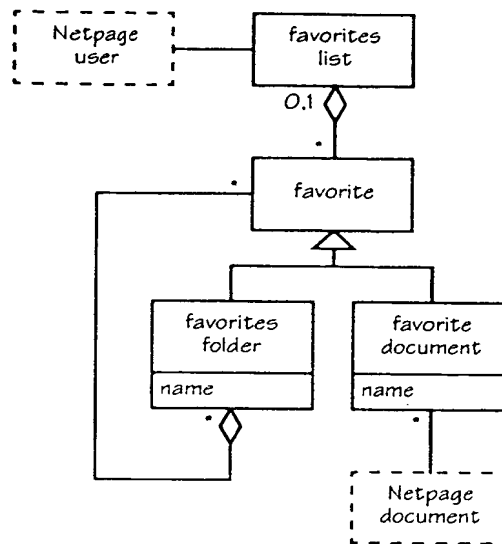 Netpage
user
favorites
list
0,1
*
*
favorite
favorites
folder
name
favorite
document
name
*
*
Netpage
document